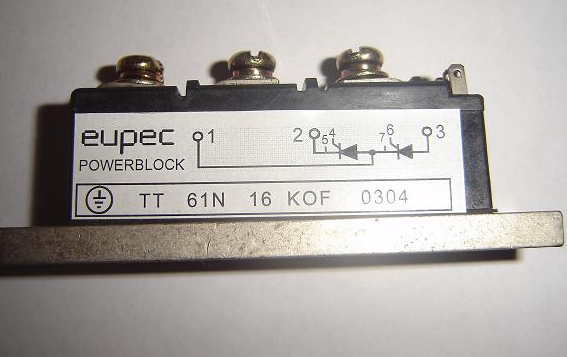 eupec 1 2 5 4 7 6 3
POWERBLOCK
TT 61N 16 KOF 0304